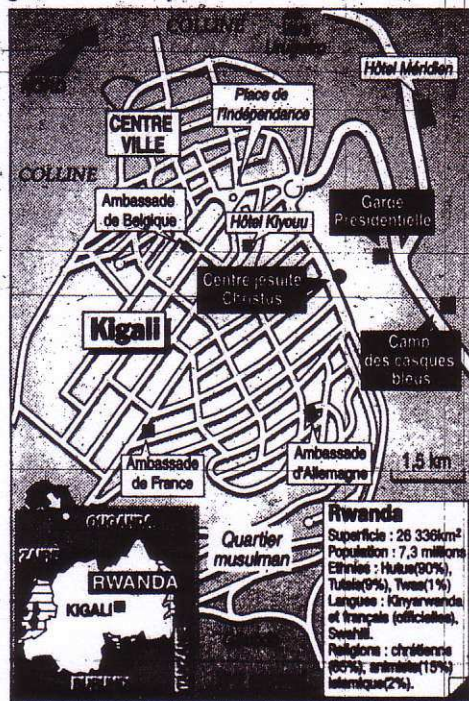 COLLINE
Hôtel Méridien
NORD
Place de
l'Indépendance
CENTRE
VILLE
COLLINE
Ambassade
de Belgique
Hôtel Kiyouu
Garde
Présidentielle
Centre jésuite
Christus
Kigali
Camp
des casques
bleus
Ambassade
de France
Ambassade
d'Allemagne
1,5 km
Quartier
musulman
OUGANDA
ZAIRE
RWANDA
KIGALI
BURUNDI
Rwanda
Superficie : 26 336km²
Population : 7,3 millions
Ethnies : Hutus(90%),
Tutsis(9%), Twas(1%)
Langues : Kinyarwanda
et français (officielles),
Swahili.
Religions : chrétienne
animiste(15%)
islamique(2%).